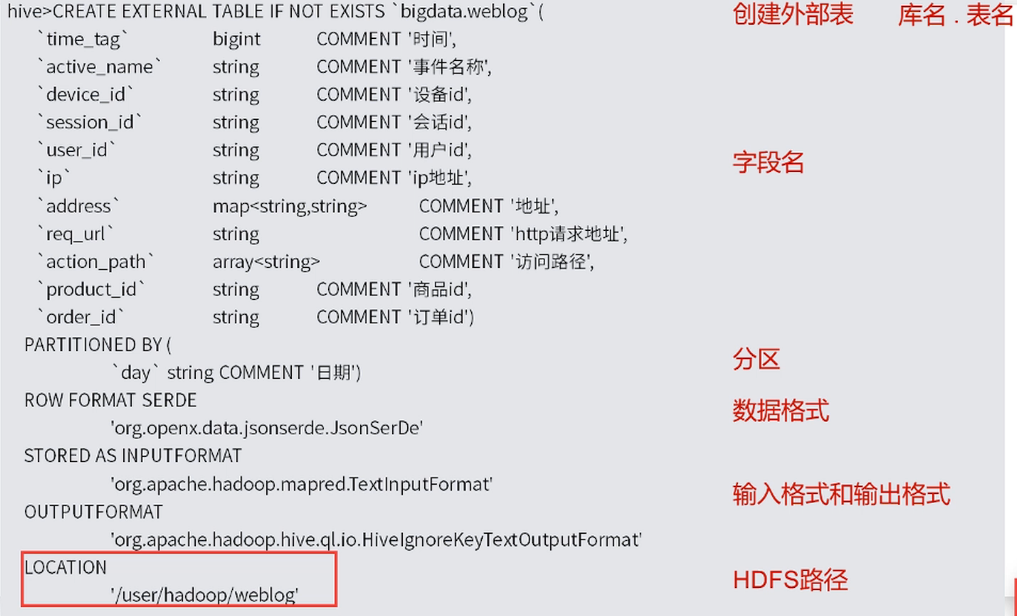 hive>CREATE EXTERNAL TABLE IF NOT EXISTS `bigdata.weblog`( 创建外部表 库名 . 表名
`time_tag` bigint COMMENT '时间',
`active_name` string COMMENT '事件名称',
`device_id` string COMMENT '设备id',
`session_id` string COMMENT '会话id',
`user_id` string COMMENT '用户id', 字段名
`ip` string COMMENT 'ip地址',
`address` map<string,string> COMMENT '地址',
`req_url` string COMMENT 'http请求地址',
`action_path` array<string> COMMENT '访问路径',
`product_id` string COMMENT '商品id',
`order_id` string COMMENT '订单id')
PARTITIONED BY( 分区
`day` string COMMENT '日期')
ROW FORMAT SERDE 数据格式
'org.openx.data.jsonserde.JsonSerDe'
STORED AS INPUTFORMAT
'org.apache.hadoop.mapred.TextInputFormat' 输入格式和输出格式
OUTPUTFORMAT
'org.apache.hadoop.hive.ql.io.HiveIgnoreKeyTextOutputFormat'
LOCATION HDFS路径
'/user/hadoop/weblog'